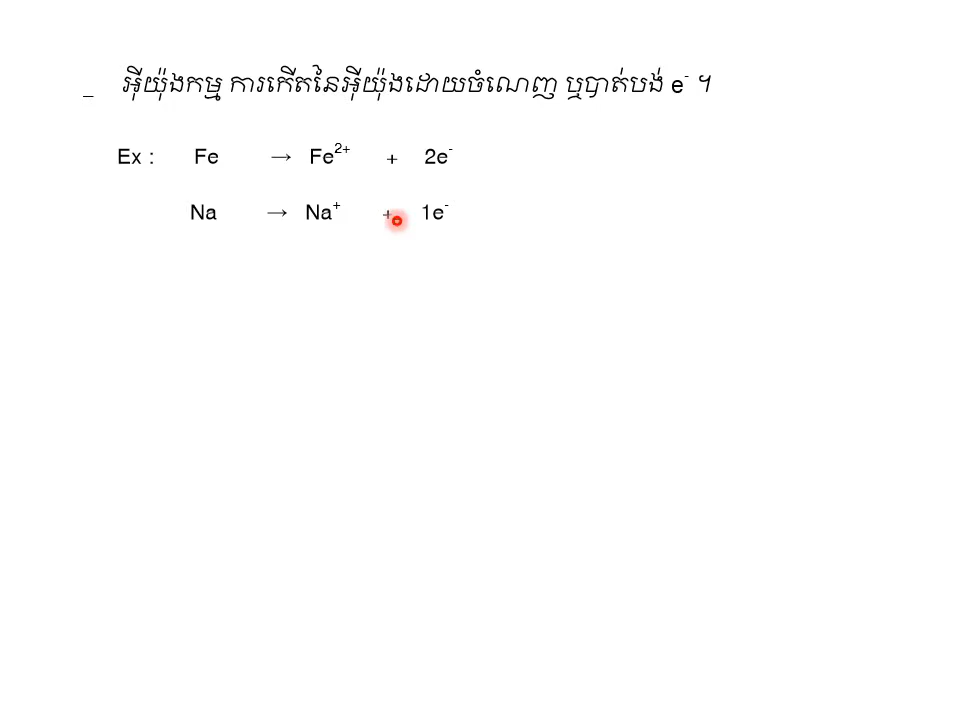 _ អ៊ីយ៉ុងកម្ម ការកើតនៃអ៊ីយ៉ុងដោយចំណេញ ឬបាត់បង់ e⁻ ។
Ex : Fe → Fe²⁺ + 2e⁻
Na → Na⁺ + 1e⁻